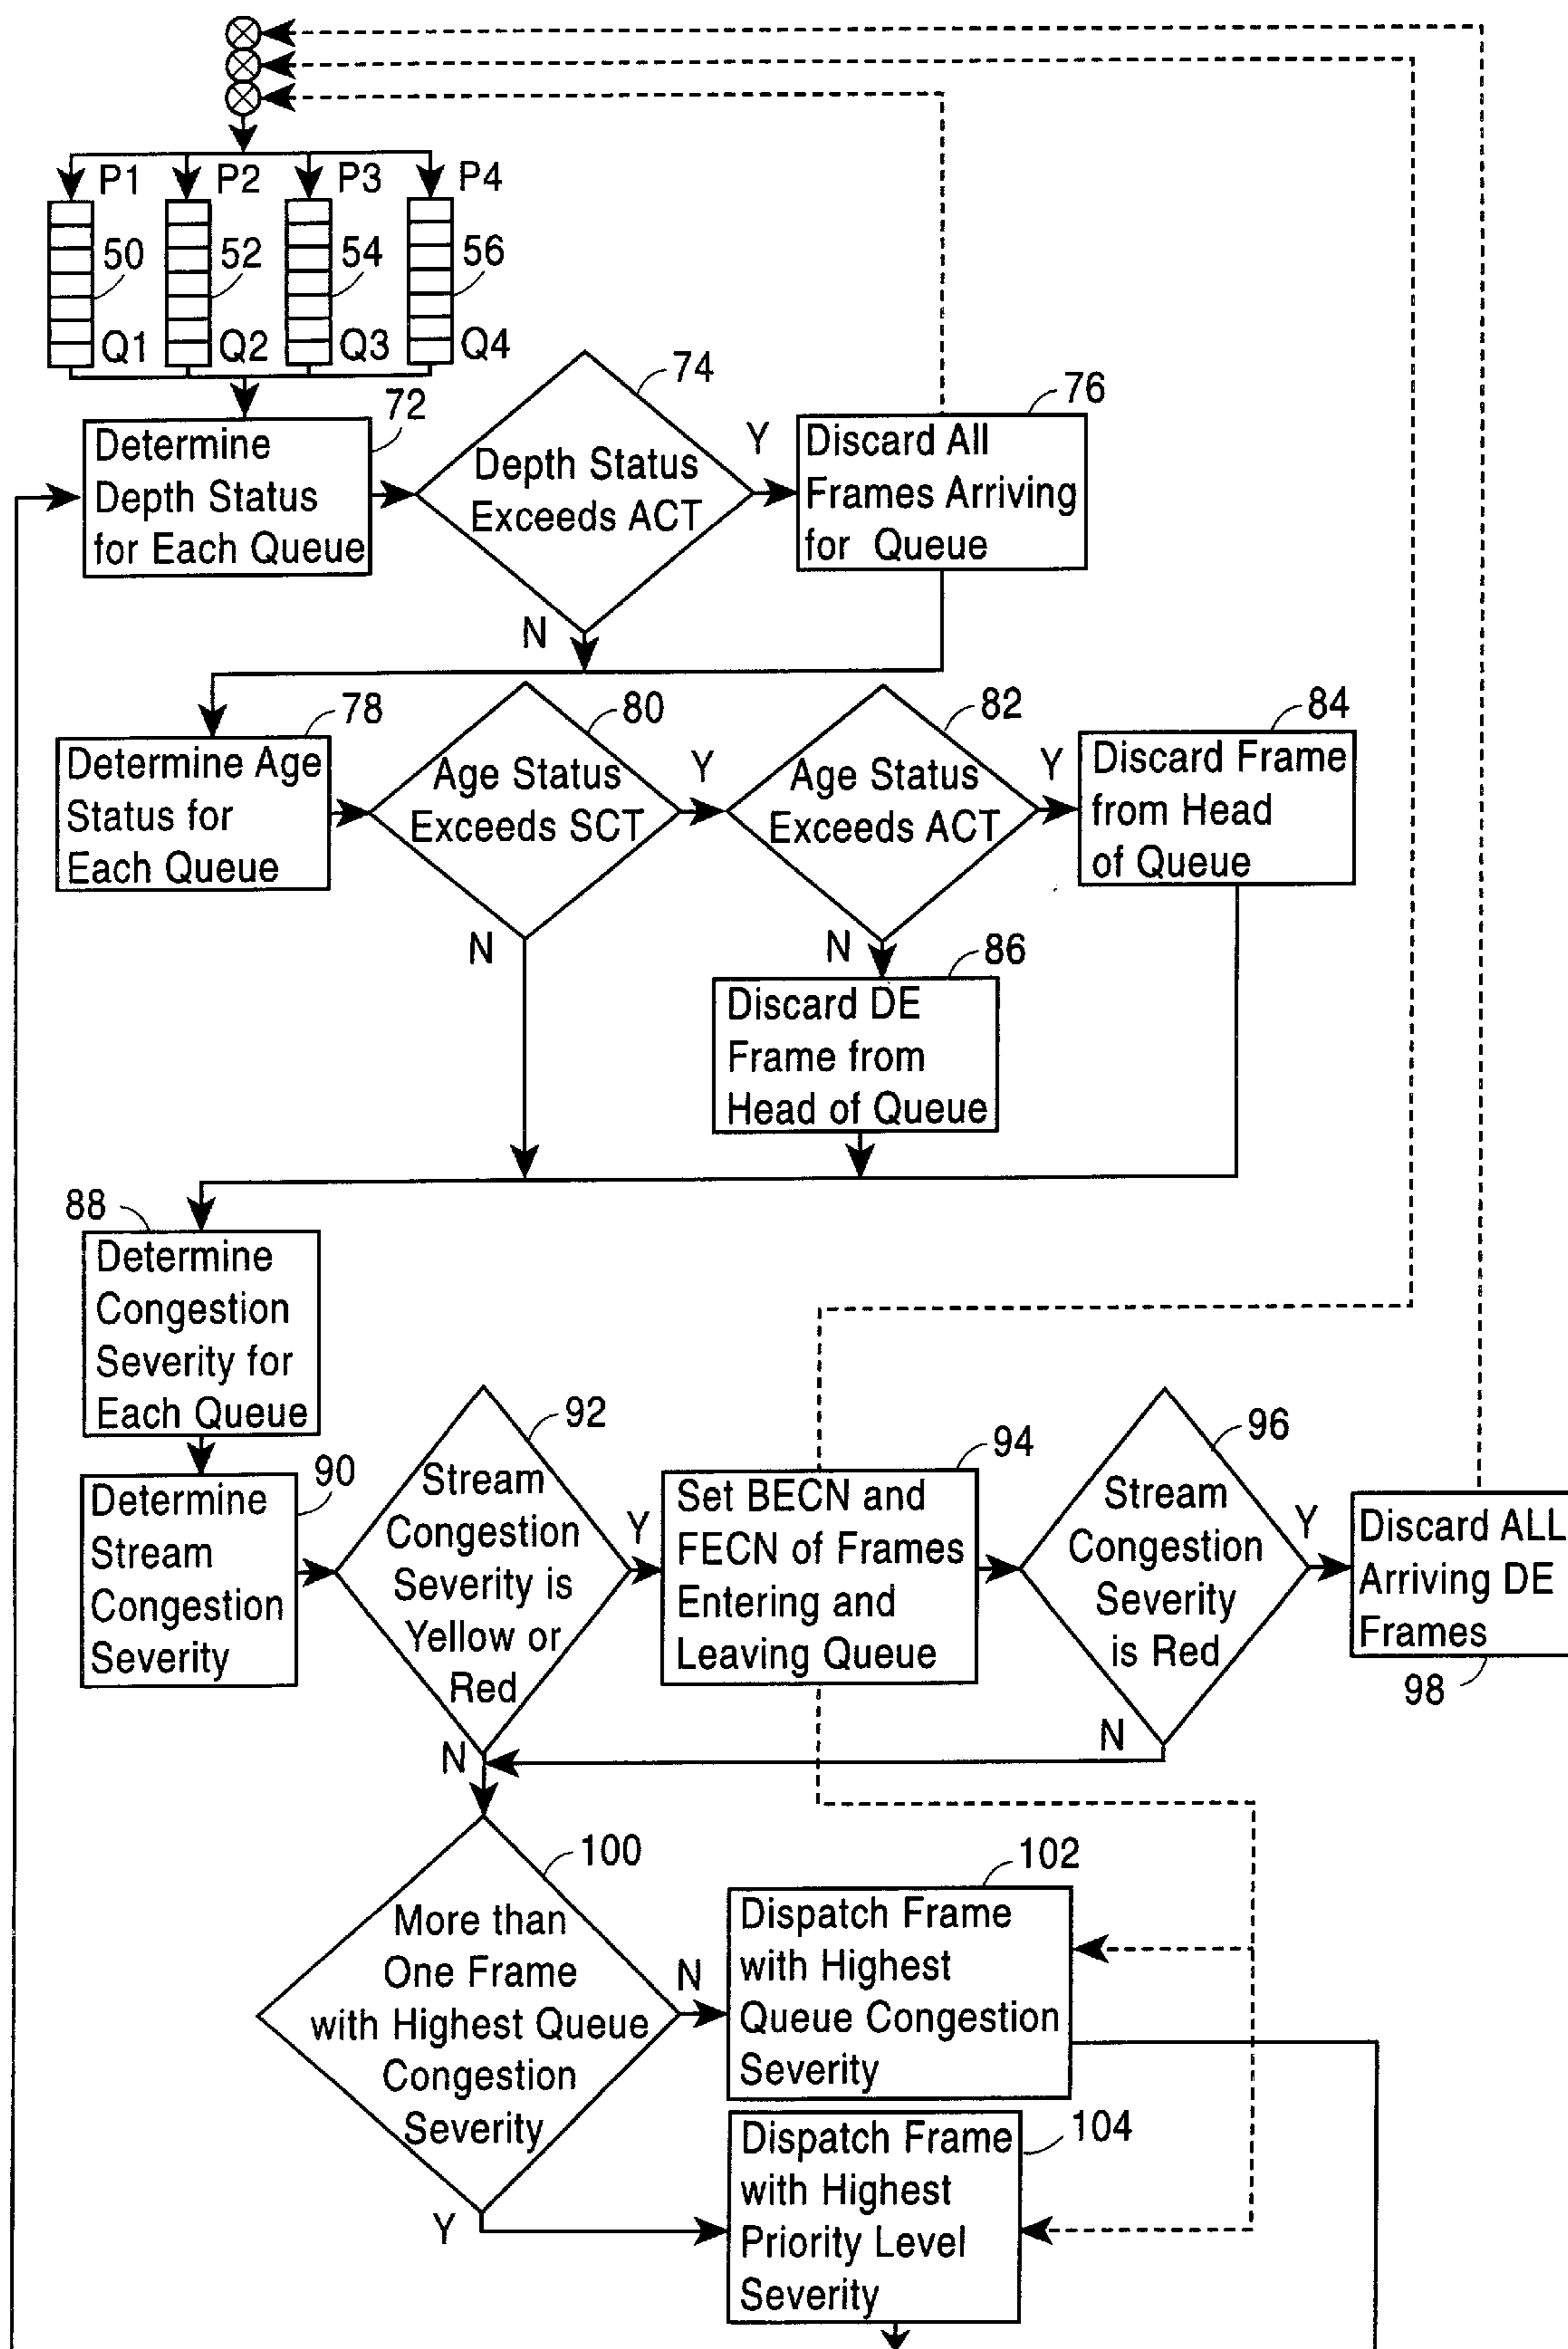 P1 P2 P3 P4
50 52 54 56
Q1 Q2 Q3 Q4
72
Determine
Depth Status
for Each Queue
74
Depth Status
Exceeds ACT
Y
N
76
Discard All
Frames Arriving
for Queue
78
Determine Age
Status for
Each Queue
80
Age Status
Exceeds SCT
Y
N
82
Age Status
Exceeds ACT
Y
N
84
Discard Frame
from Head
of Queue
86
Discard DE
Frame from
Head of Queue
88
Determine
Congestion
Severity for
Each Queue
90
Determine
Stream
Congestion
Severity
92
Stream
Congestion
Severity is
Yellow or
Red
Y
N
94
Set BECN and
FECN of Frames
Entering and
Leaving Queue
96
Stream
Congestion
Severity
is Red
Y
N
Discard ALL
Arriving DE
Frames
98
100
More than
One Frame
with Highest Queue
Congestion
Severity
N
Y
102
Dispatch Frame
with Highest
Queue Congestion
Severity
104
Dispatch Frame
with Highest
Priority Level
Severity